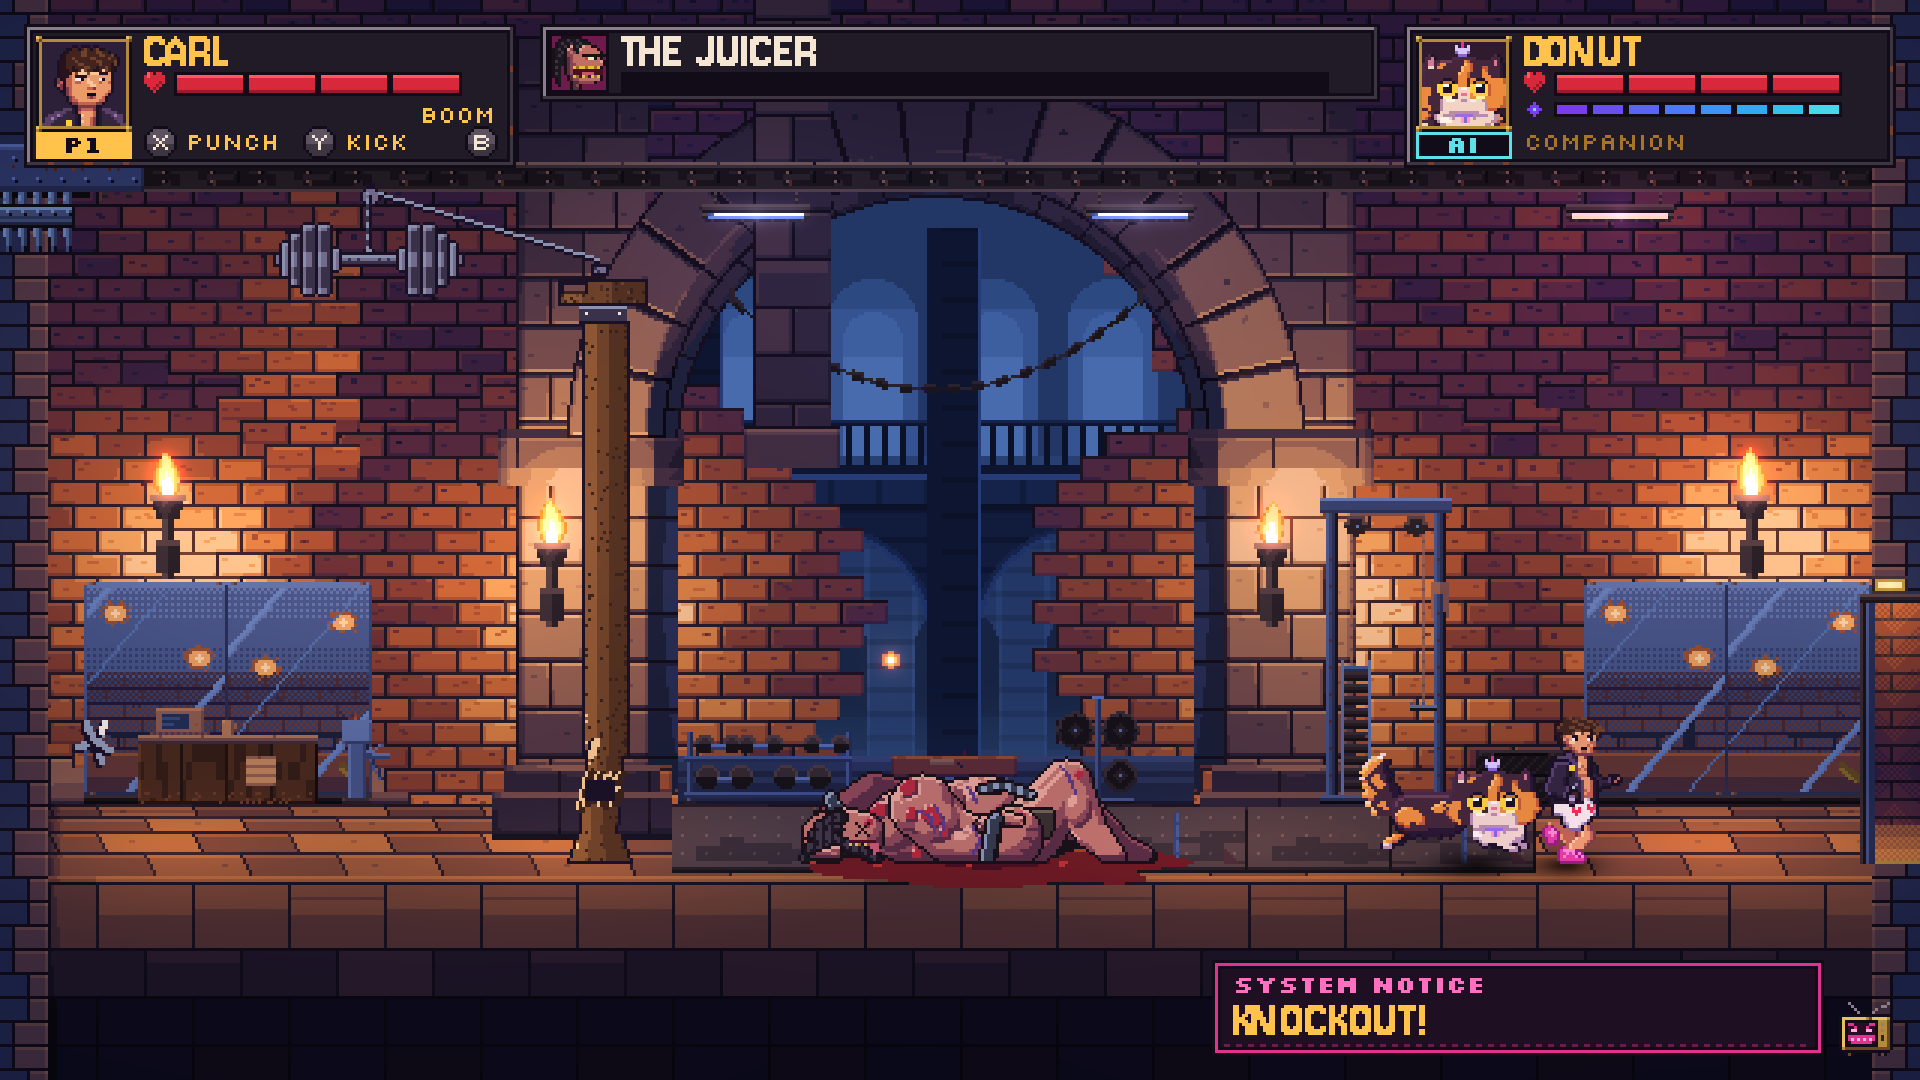 CARL
BOOM
P1
X PUNCH Y KICK B
THE JUICER
DONUT
AI
COMPANION
SYSTEM NOTICE
KNOCKOUT!